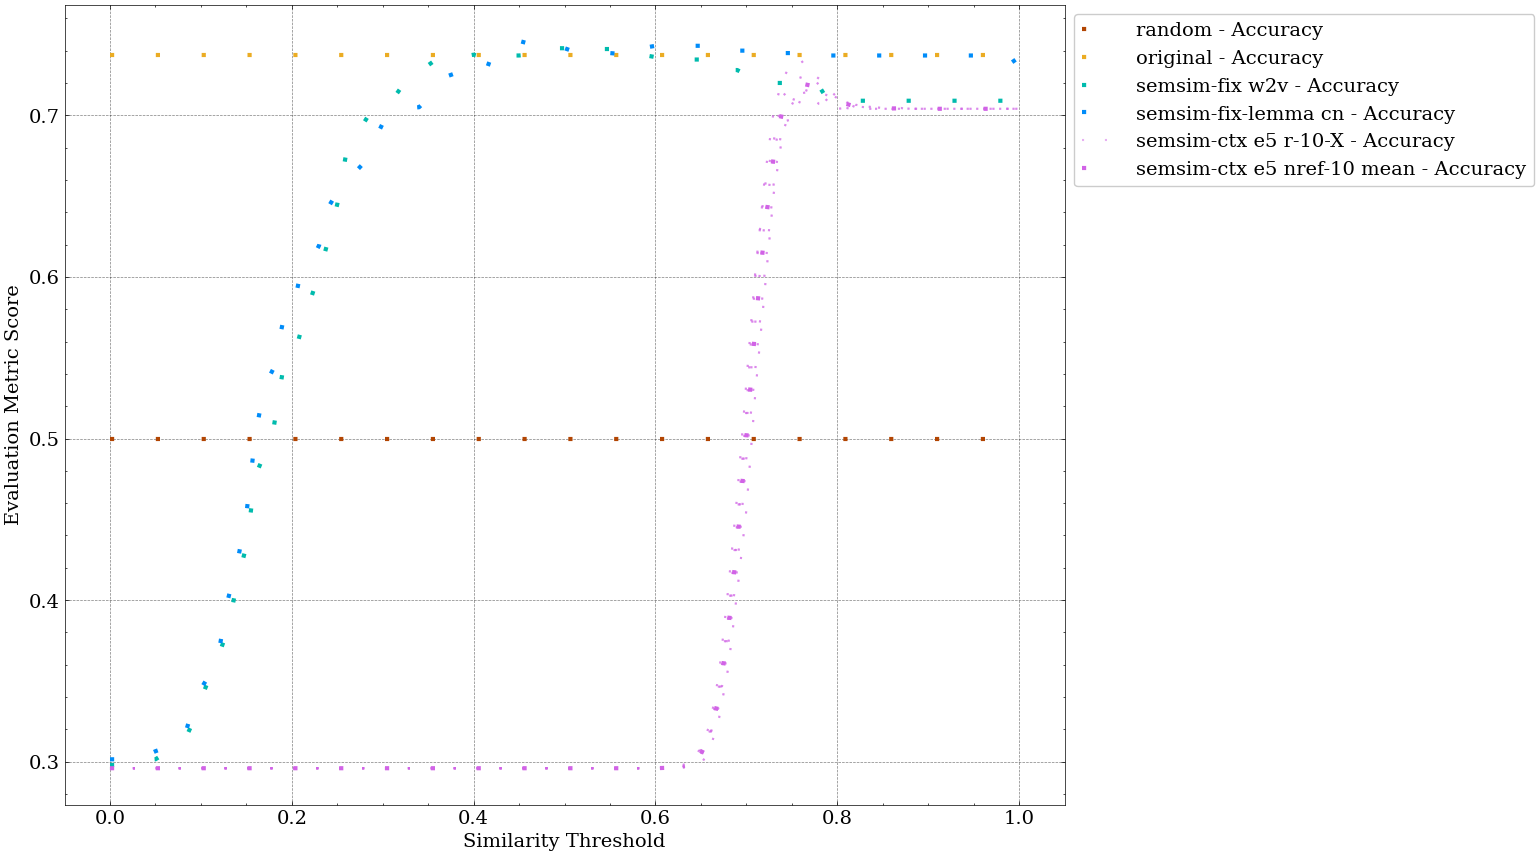 random - Accuracy
original - Accuracy
semsim-fix w2v - Accuracy
semsim-fix-lemma cn - Accuracy
semsim-ctx e5 r-10-X - Accuracy
semsim-ctx e5 nref-10 mean - Accuracy
Evaluation Metric Score
0.7
0.6
0.5
0.4
0.3
0.0 0.2 0.4 0.6 0.8 1.0
Similarity Threshold